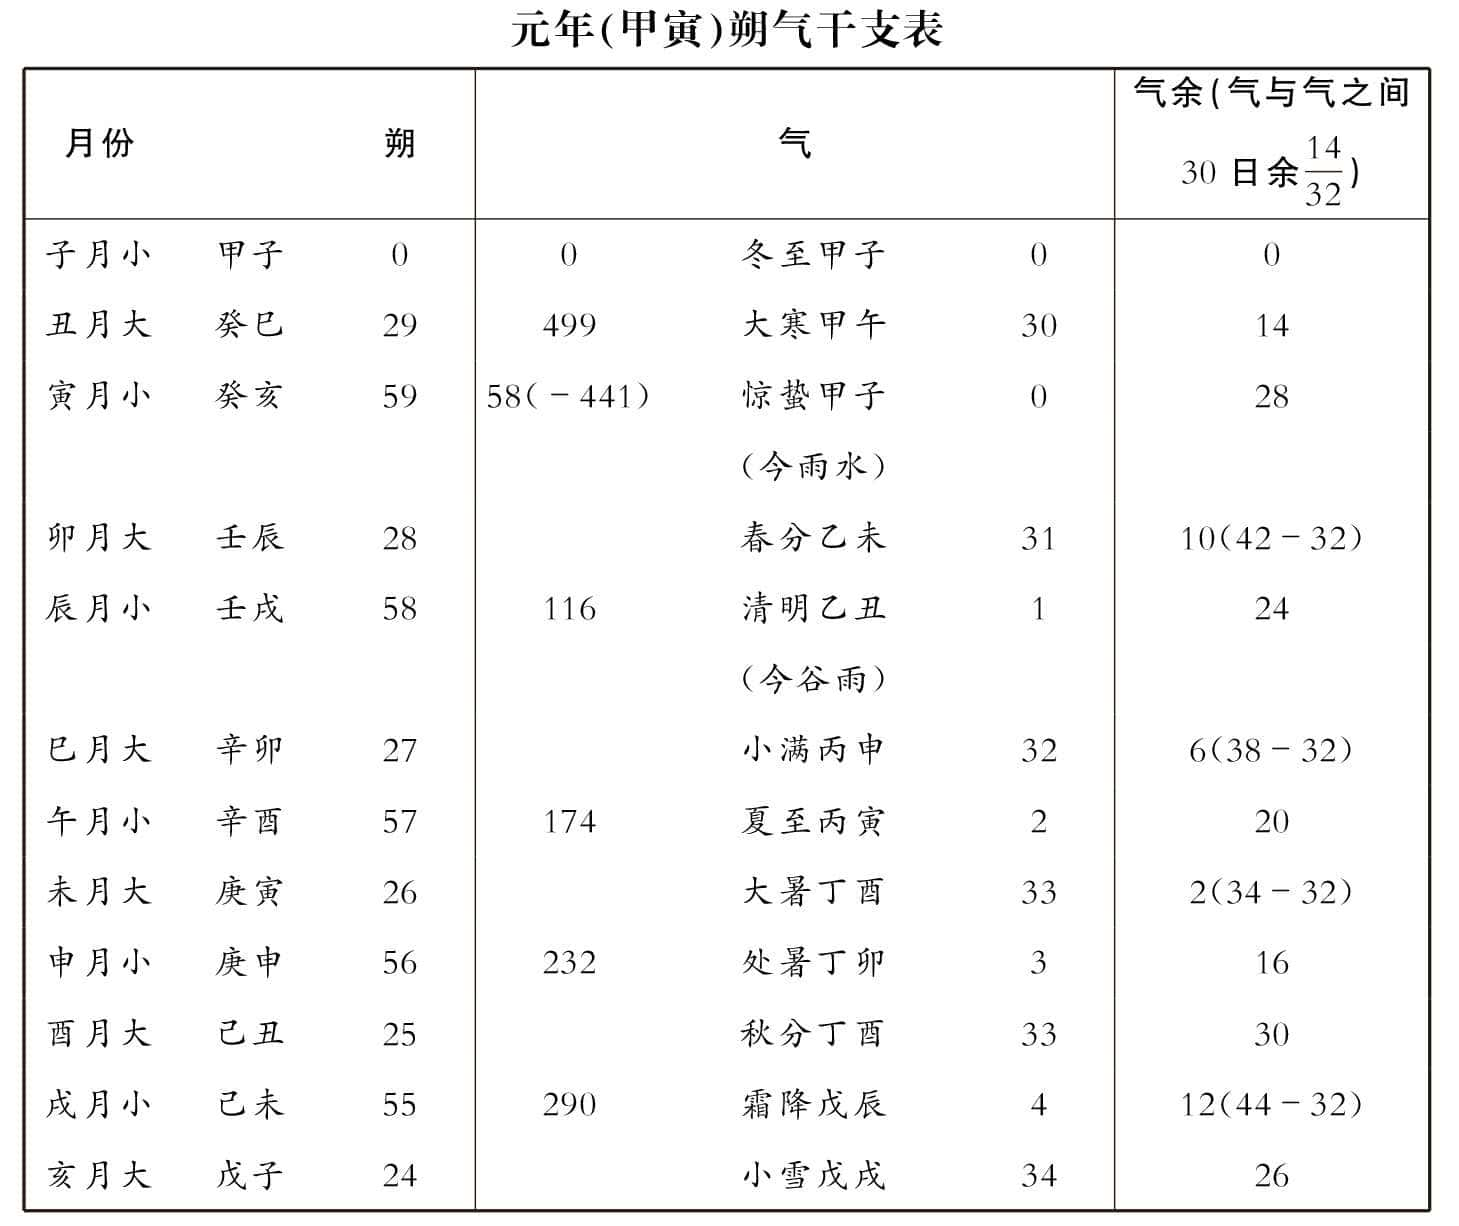 元年(甲寅)朔气干支表
月份 朔 气 气余(气与气之间30日余14/32)
子月小 甲子 0 0 冬至甲子 0 0
丑月大 癸巳 29 499 大寒甲午 30 14
寅月小 癸亥 59 58(-441) 惊蛰甲子 0 28
(今雨水)
卯月大 壬辰 28 春分乙未 31 10(42-32)
辰月小 壬戌 58 116 清明乙丑 1 24
(今谷雨)
巳月大 辛卯 27 小满丙申 32 6(38-32)
午月小 辛酉 57 174 夏至丙寅 2 20
未月大 庚寅 26 大暑丁酉 33 2(34-32)
申月小 庚申 56 232 处暑丁卯 3 16
酉月大 己丑 25 秋分丁酉 33 30
戌月小 己未 55 290 霜降戊辰 4 12(44-32)
亥月大 戊子 24 小雪戊戌 34 26